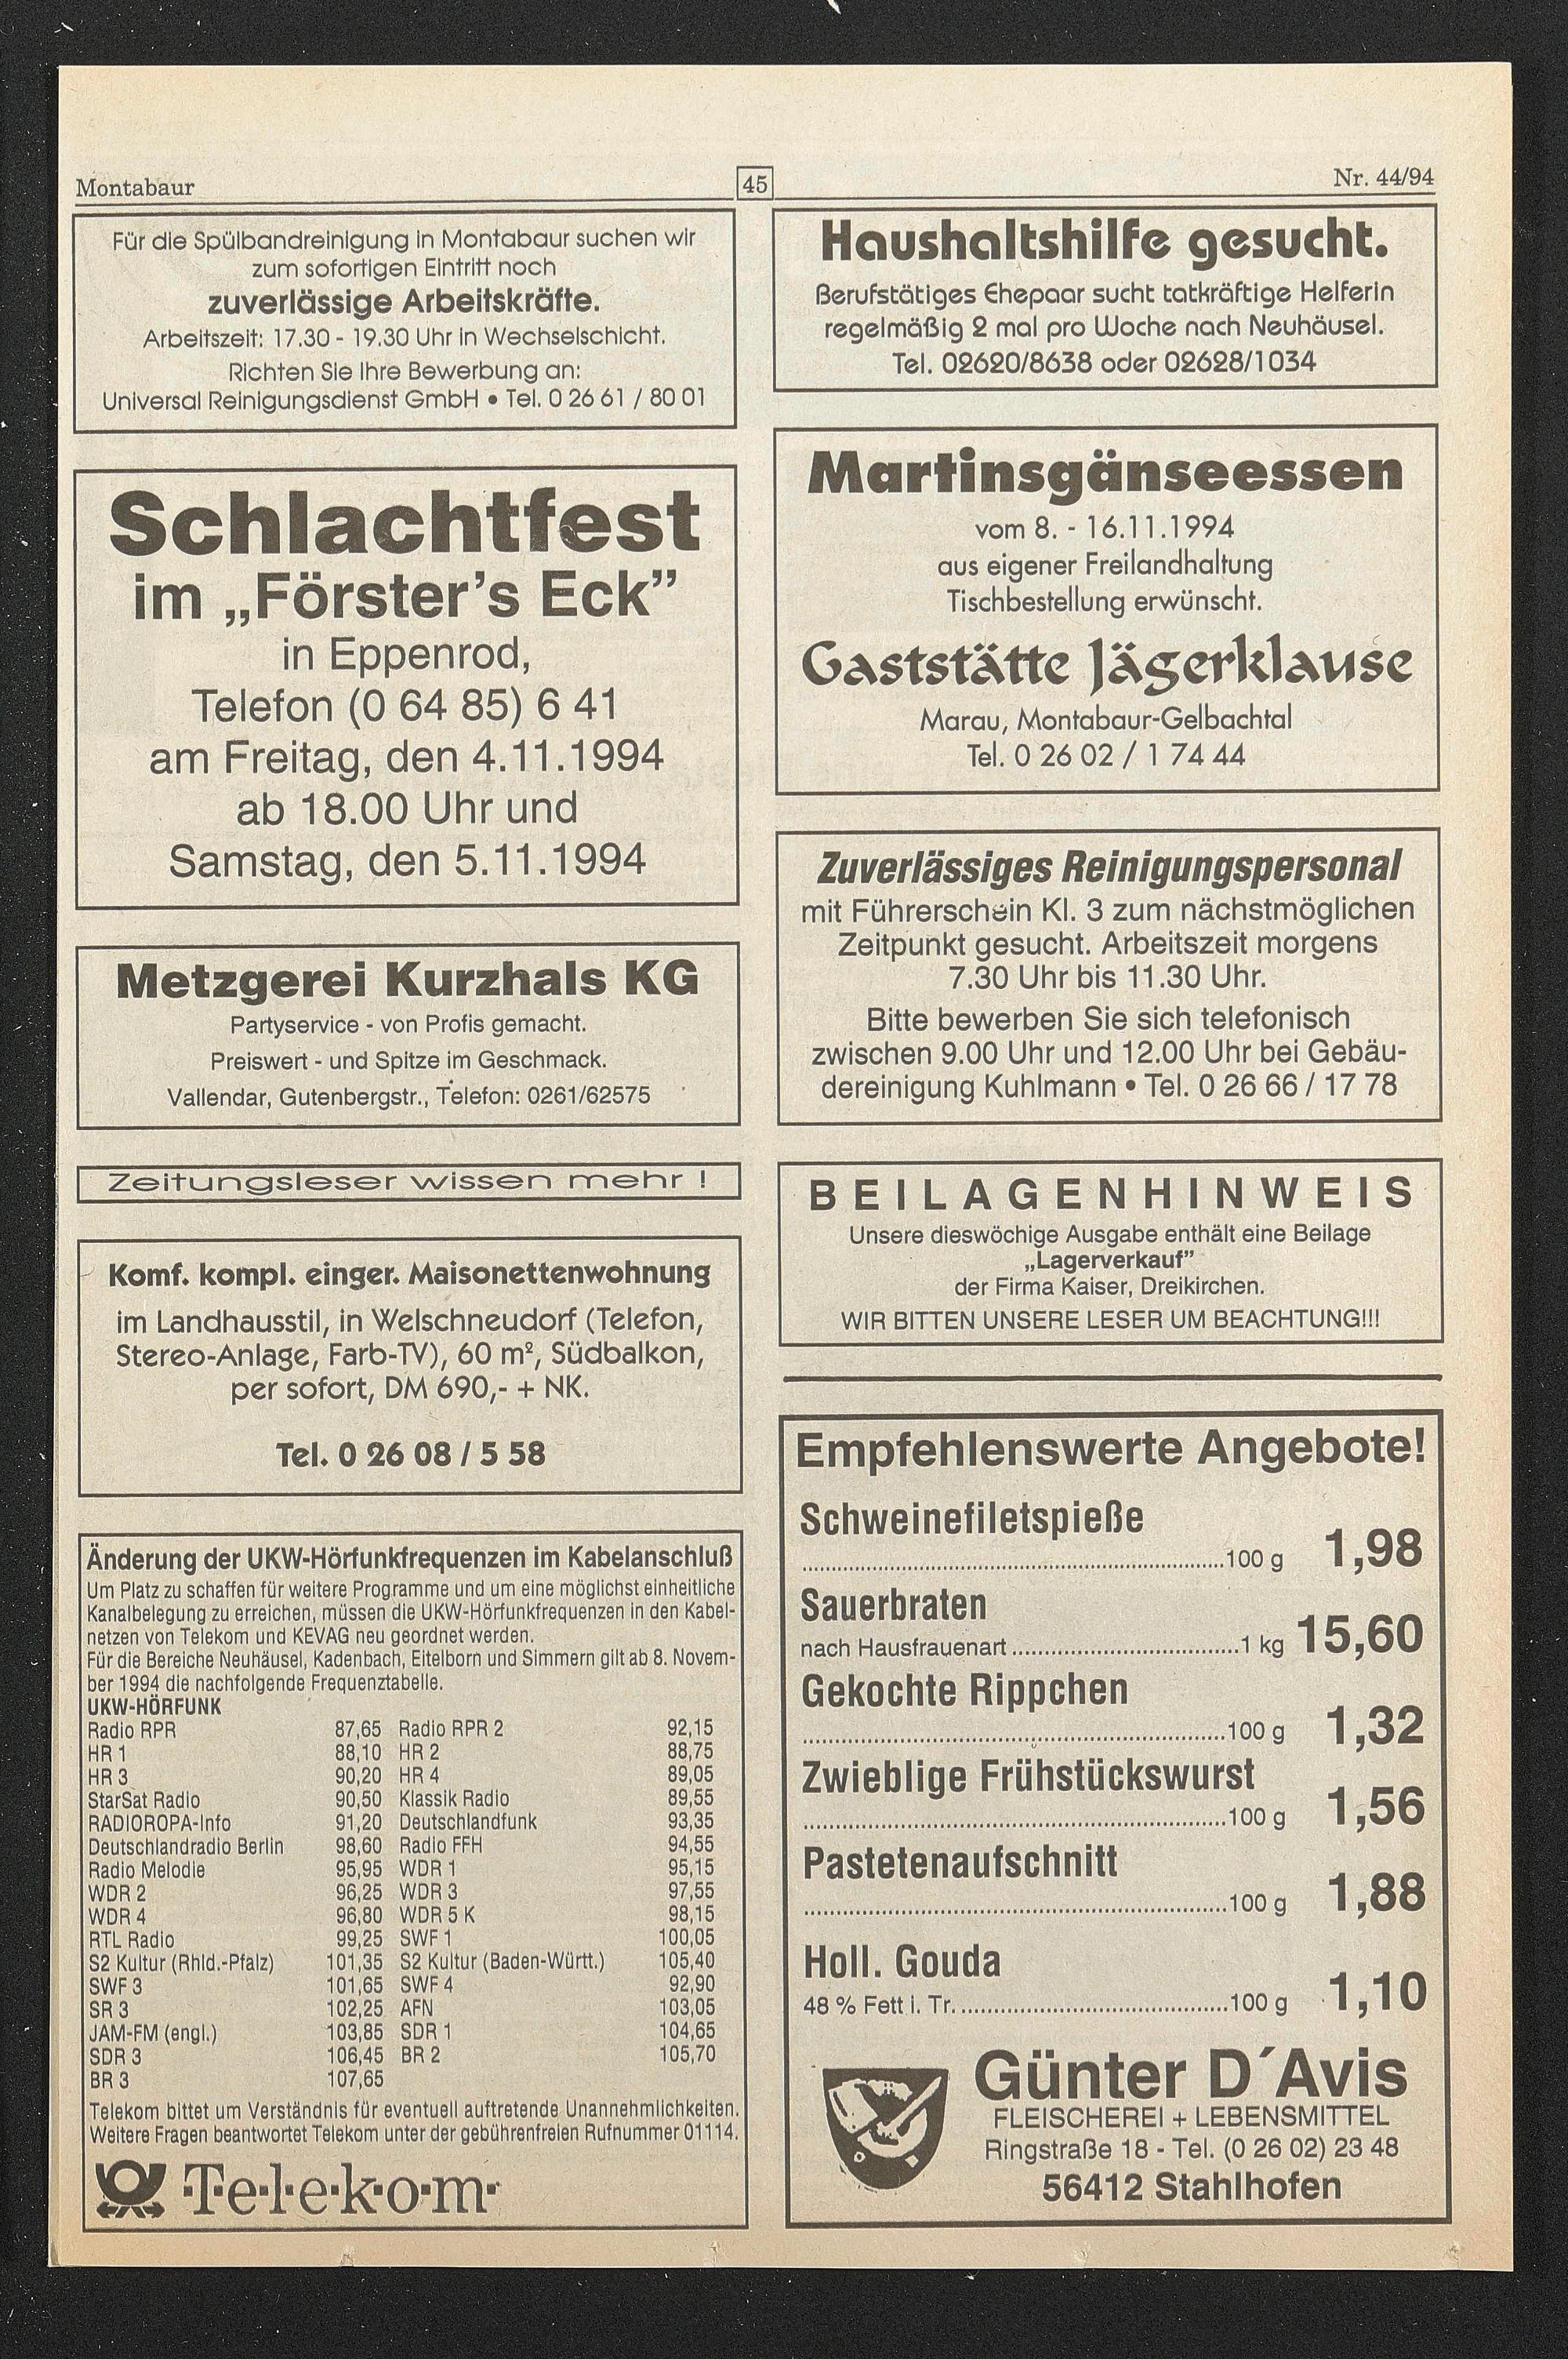 Montabaur
45
Nr. 44/94
Für die Spülbandreinigung in Montabaur suchen wir
zum sofortigen Eintritt noch
zuverlässige Arbeitskräfte.
Arbeitszeit: 17.30 - 19.30 Uhr in Wechselschicht.
Richten Sie Ihre Bewerbung an:
Universal Reinigungsdienst GmbH • Tel. 0 26 61 / 80 01
Schlachtfest
im „Förster's Eck”
in Eppenrod,
Telefon (0 64 85) 6 41
am Freitag, den 4.11.1994
ab 18.00 Uhr und
Samstag, den 5.11.1994
Metzgerei Kurzhals KG
Partyservice - von Profis gemacht.
Preiswert - und Spitze im Geschmack.
Vallendar, Gutenbergstr., Telefon: 0261/62575
Zeitungsleser wissen mehr !
Komf. kompl. einger. Maisonettenwohnung
im Landhausstil, in Welschneudorf (Telefon,
Stereo-Anlage, Farb-TV), 60 m², Südbalkon,
per sofort, DM 690,- + NK.
Tel. 0 26 08 / 5 58
Änderung der UKW-Hörfunkfrequenzen im Kabelanschluß
Um Platz zu schaffen für weitere Programme und um eine möglichst einheitliche
Kanalbelegung zu erreichen, müssen die UKW-Hörfunkfrequenzen in den Kabel-
netzen von Telekom und KEVAG neu geordnet werden.
Für die Bereiche Neuhäusel, Kadenbach, Eitelborn und Simmern gilt ab 8. Novem-
ber 1994 die nachfolgende Frequenztabelle.
UKW-HÖRFUNK
Radio RPR 87,65 Radio RPR 2 92,15
HR 1 88,10 HR 2 88,75
HR 3 90,20 HR 4 89,05
StarSat Radio 90,50 Klassik Radio 89,55
RADIOROPA-Info 91,20 Deutschlandfunk 93,35
Deutschlandradio Berlin 98,60 Radio FFH 94,55
Radio Melodie 95,95 WDR 1 95,15
WDR 2 96,25 WDR 3 97,55
WDR 4 96,80 WDR 5 K 98,15
RTL Radio 99,25 SWF 1 100,05
S2 Kultur (Rhld.-Pfalz) 101,35 S2 Kultur (Baden-Württ.) 105,40
SWF 3 101,65 SWF 4 92,90
SR 3 102,25 AFN 103,05
JAM-FM (engl.) 103,85 SDR 1 104,65
SDR 3 106,45 BR 2 105,70
BR 3 107,65
Telekom bittet um Verständnis für eventuell auftretende Unannehmlichkeiten.
Weitere Fragen beantwortet Telekom unter der gebührenfreien Rufnummer 01114.
·T·e·l·e·k·o·m·
Haushaltshilfe gesucht.
Berufstätiges Ehepaar sucht tatkräftige Helferin
regelmäßig 2 mal pro Woche nach Neuhäusel.
Tel. 02620/8638 oder 02628/1034
Martinsgänseessen
vom 8. - 16.11.1994
aus eigener Freilandhaltung
Tischbestellung erwünscht.
Gaststätte Jägerklause
Marau, Montabaur-Gelbachtal
Tel. 0 26 02 / 1 74 44
Zuverlässiges Reinigungspersonal
mit Führerschein Kl. 3 zum nächstmöglichen
Zeitpunkt gesucht. Arbeitszeit morgens
7.30 Uhr bis 11.30 Uhr.
Bitte bewerben Sie sich telefonisch
zwischen 9.00 Uhr und 12.00 Uhr bei Gebäu-
dereinigung Kuhlmann • Tel. 0 26 66 / 17 78
BEILAGENHINWEIS
Unsere dieswöchige Ausgabe enthält eine Beilage
„Lagerverkauf”
der Firma Kaiser, Dreikirchen.
WIR BITTEN UNSERE LESER UM BEACHTUNG!!!
Empfehlenswerte Angebote!
Schweinefiletspieße
100 g 1,98
Sauerbraten
nach Hausfrauenart 1 kg 15,60
Gekochte Rippchen
100 g 1,32
Zwieblige Frühstückswurst
100 g 1,56
Pastetenaufschnitt
100 g 1,88
Holl. Gouda
48 % Fett i. Tr. 100 g 1,10
Günter D´Avis
FLEISCHEREI + LEBENSMITTEL
Ringstraße 18 - Tel. (0 26 02) 23 48
56412 Stahlhofen